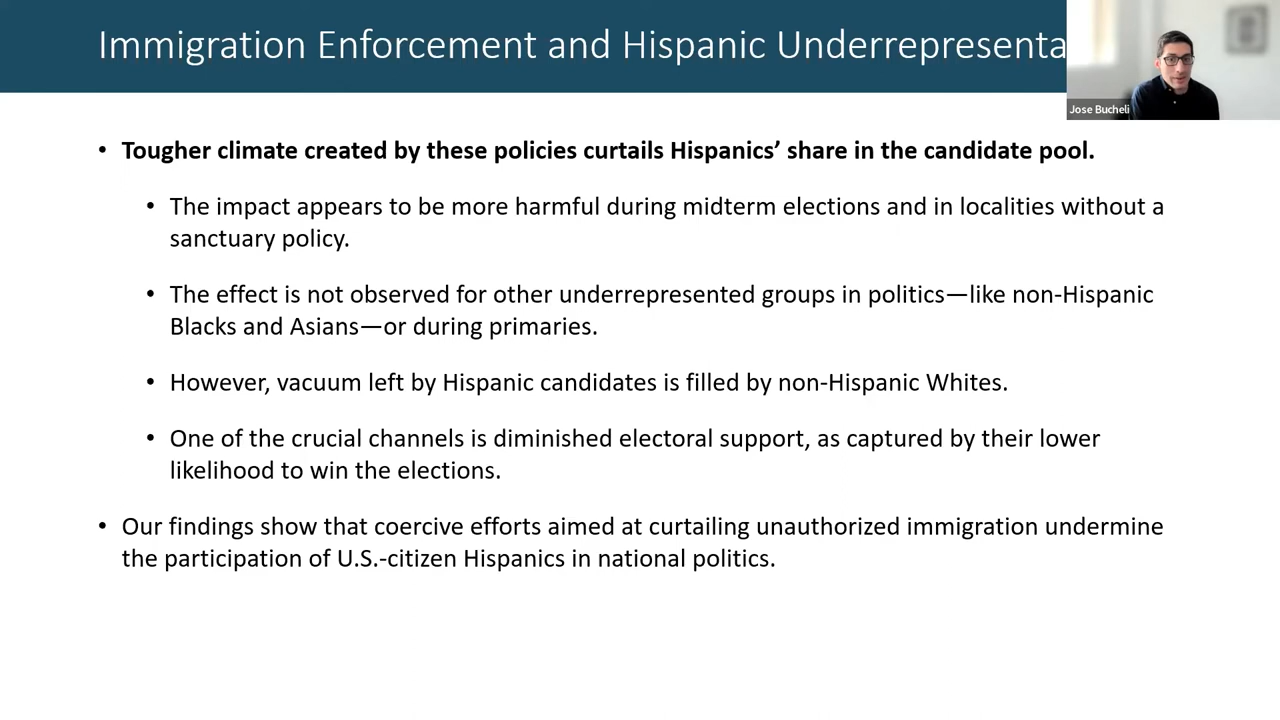 Immigration Enforcement and Hispanic Underrepresenta
Jose Bucheli
• Tougher climate created by these policies curtails Hispanics’ share in the candidate pool.
• The impact appears to be more harmful during midterm elections and in localities without a
sanctuary policy.
• The effect is not observed for other underrepresented groups in politics—like non-Hispanic
Blacks and Asians—or during primaries.
• However, vacuum left by Hispanic candidates is filled by non-Hispanic Whites.
• One of the crucial channels is diminished electoral support, as captured by their lower
likelihood to win the elections.
• Our findings show that coercive efforts aimed at curtailing unauthorized immigration undermine
the participation of U.S.-citizen Hispanics in national politics.